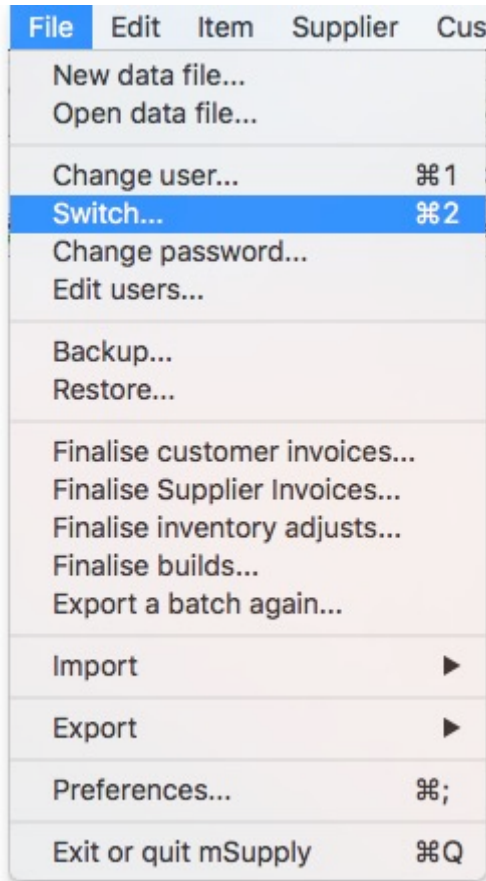 File Edit Item Supplier Cus
New data file...
Open data file...
Change user... ⌘1
Switch... ⌘2
Change password...
Edit users...
Backup...
Restore...
Finalise customer invoices...
Finalise Supplier Invoices...
Finalise inventory adjusts...
Finalise builds...
Export a batch again...
Import ▶
Export ▶
Preferences... ⌘;
Exit or quit mSupply ⌘Q